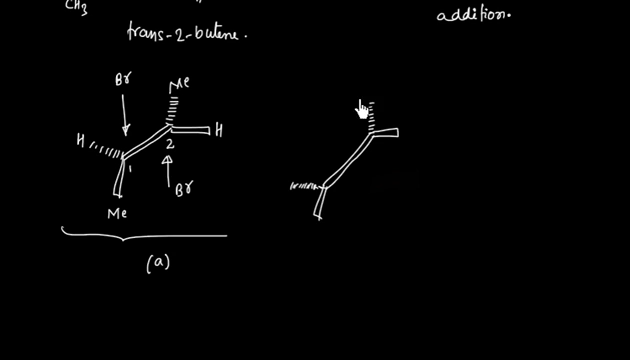 CH3
addition.
trans-2-butene.
Br
Me
H
H
2
1
Br
Me
(a)